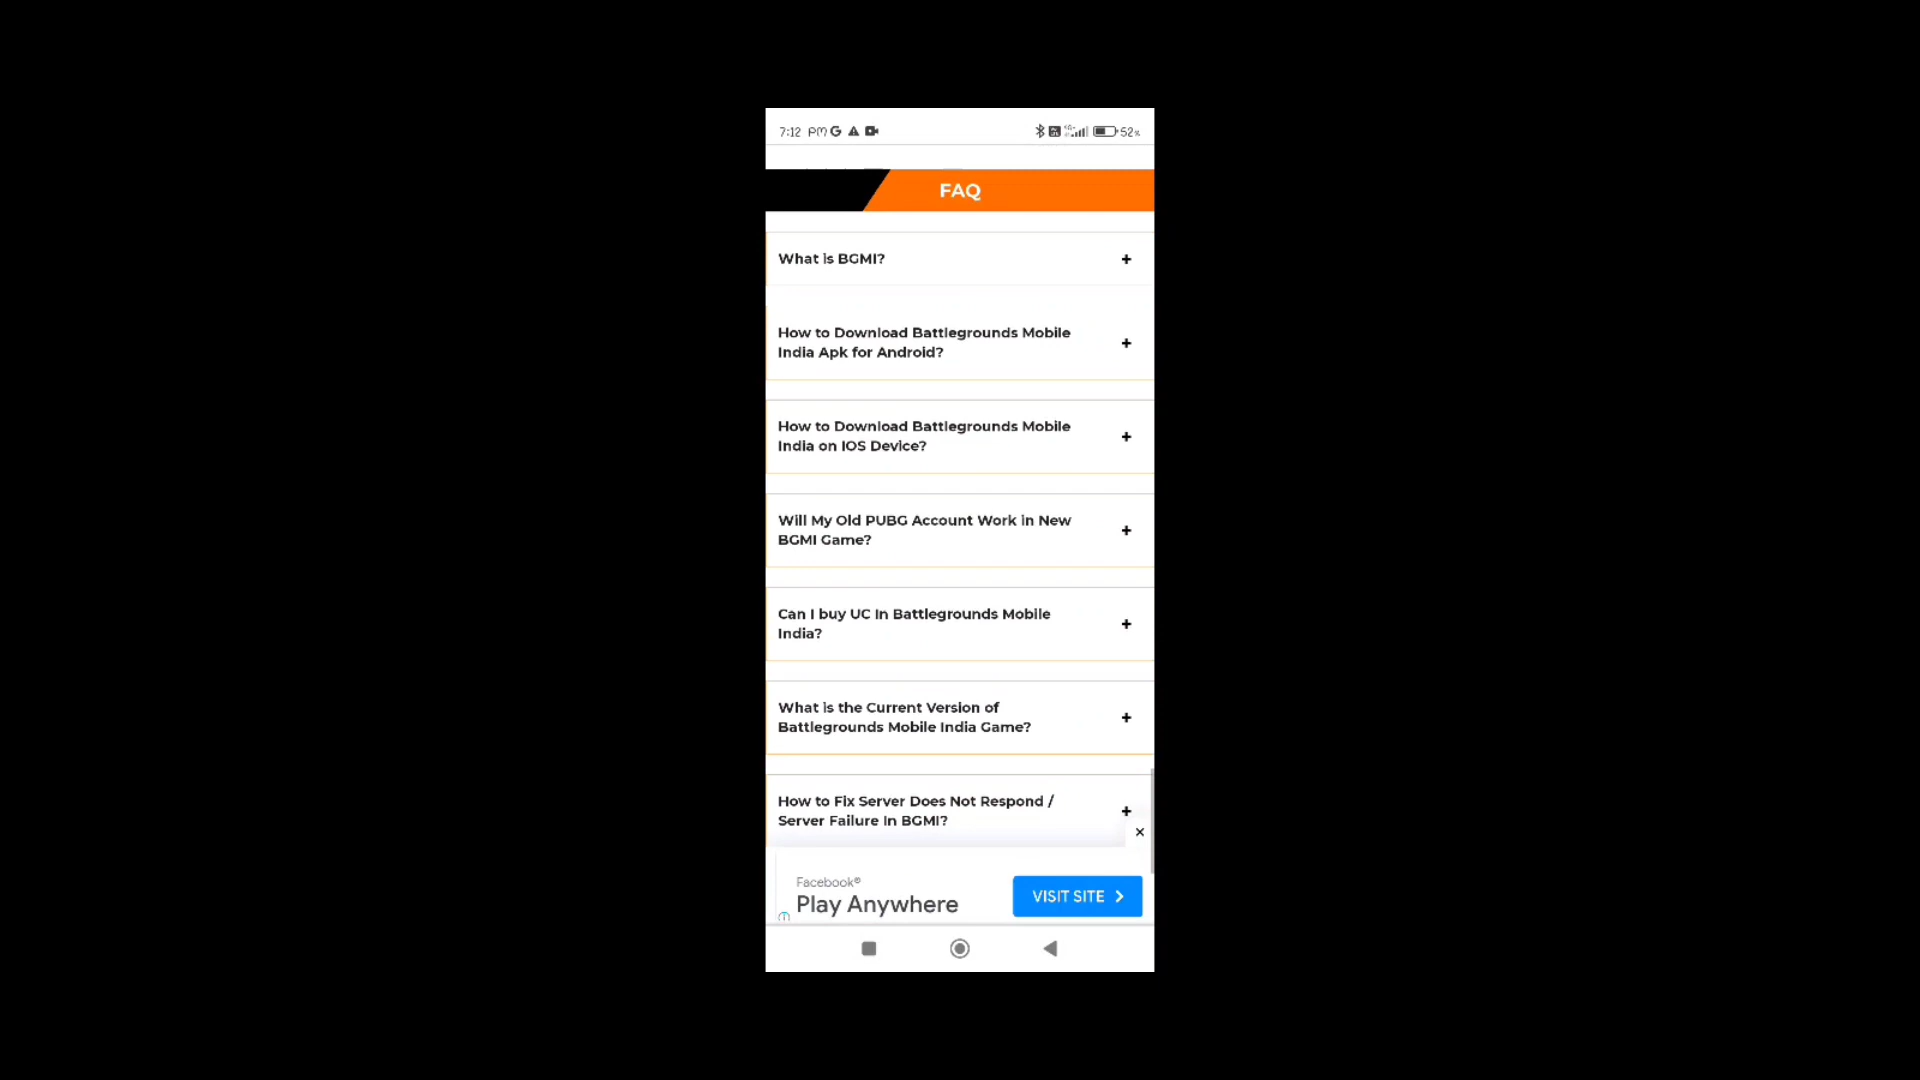 7:12 PM
52%
FAQ
What is BGMI?
+
How to Download Battlegrounds Mobile
India Apk for Android?
+
How to Download Battlegrounds Mobile
India on IOS Device?
+
Will My Old PUBG Account Work in New
BGMI Game?
+
Can I buy UC In Battlegrounds Mobile
India?
+
What is the Current Version of
Battlegrounds Mobile India Game?
+
How to Fix Server Does Not Respond /
Server Failure In BGMI?
+
Facebook®
Play Anywhere
VISIT SITE